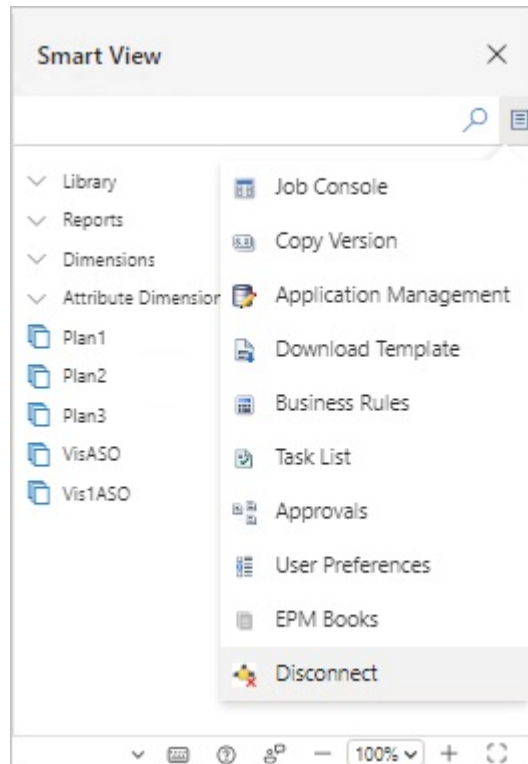 Smart View
Library
Reports
Dimensions
Attribute Dimension
Plan1
Plan2
Plan3
VisASO
Vis1ASO
Job Console
Copy Version
Application Management
Download Template
Business Rules
Task List
Approvals
User Preferences
EPM Books
Disconnect
100%